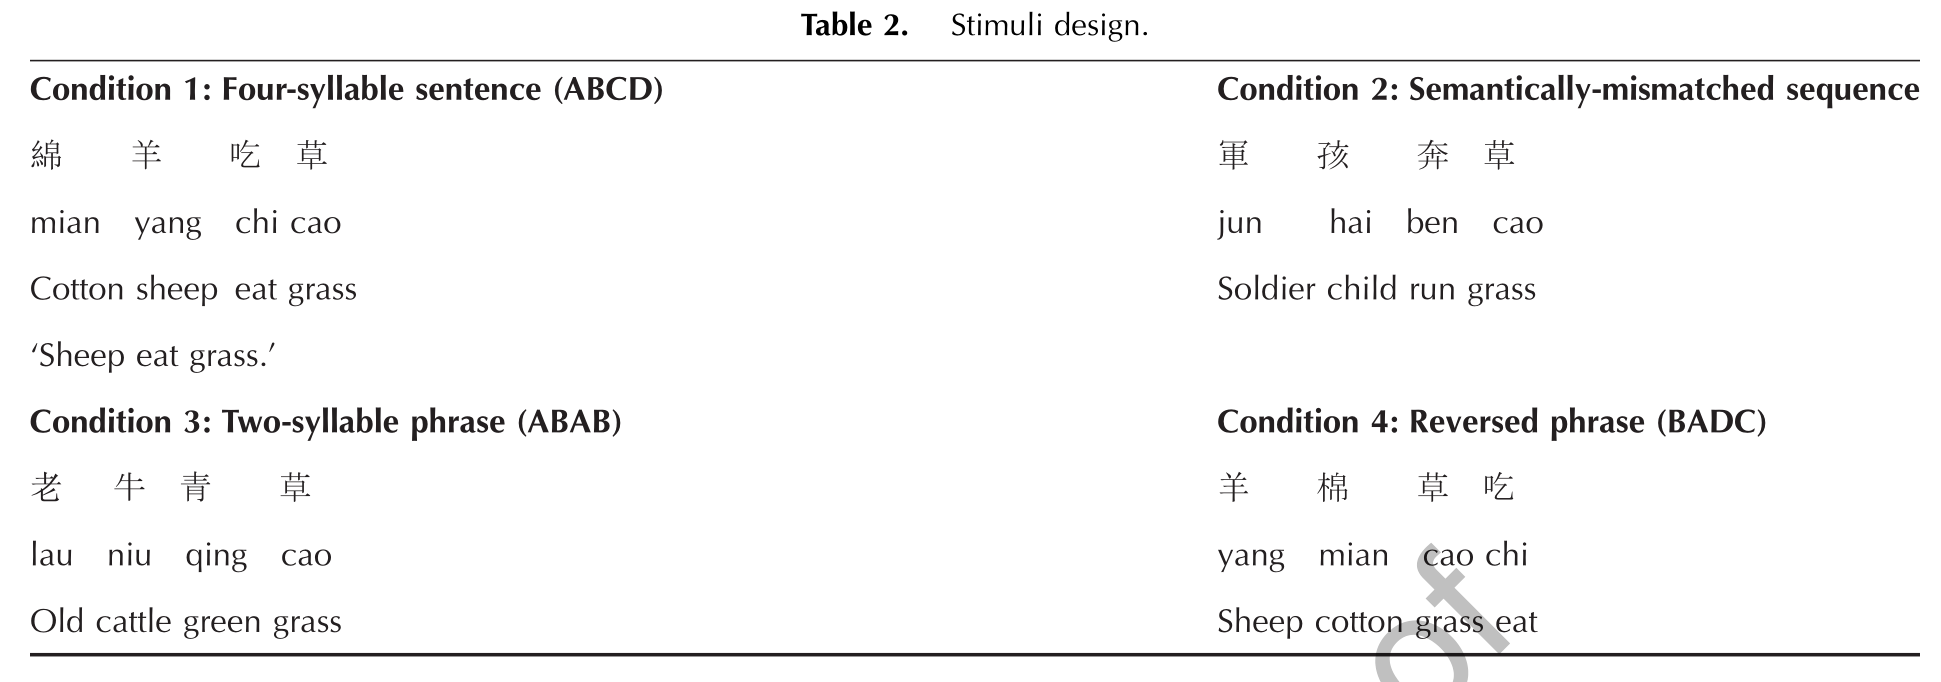 Table 2. Stimuli design.
Condition 1: Four-syllable sentence (ABCD)
綿 羊 吃 草
mian yang chi cao
Cotton sheep eat grass
‘Sheep eat grass.’
Condition 2: Semantically-mismatched sequence
軍 孩 奔 草
jun hai ben cao
Soldier child run grass
Condition 3: Two-syllable phrase (ABAB)
老 牛 青 草
lau niu qing cao
Old cattle green grass
Condition 4: Reversed phrase (BADC)
羊 棉 草 吃
yang mian cao chi
Sheep cotton grass eat
of